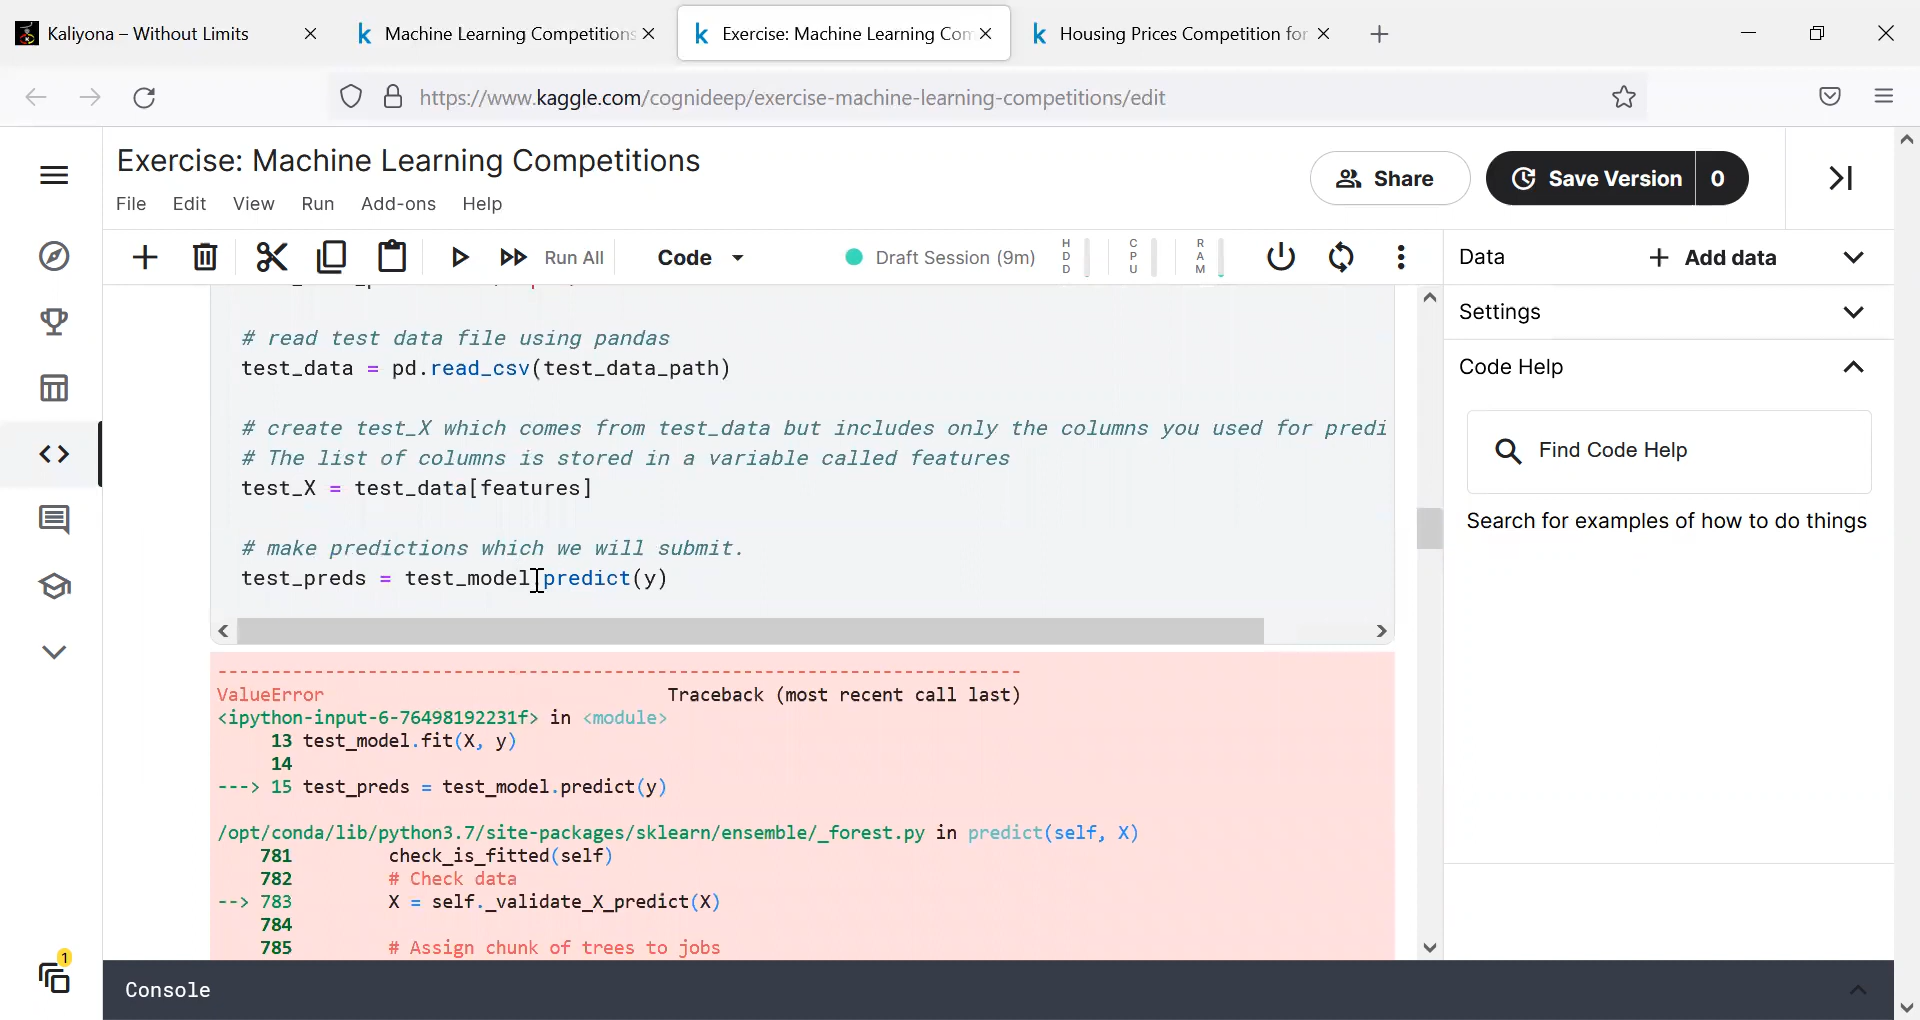 Kaliyona – Without Limits
Machine Learning Competitions
Exercise: Machine Learning Com
Housing Prices Competition for
https://www.kaggle.com/cognideep/exercise-machine-learning-competitions/edit
Exercise: Machine Learning Competitions
File Edit View Run Add-ons Help
Share
Save Version 0
Run All
Code
Draft Session (9m)
HDD
CPU
RAM
Data
Add data
Settings
Code Help
Find Code Help
Search for examples of how to do things
# read test data file using pandas
test_data = pd.read_csv(test_data_path)
# create test_X which comes from test_data but includes only the columns you used for predi
# The list of columns is stored in a variable called features
test_X = test_data[features]
# make predictions which we will submit.
test_preds = test_model.predict(y)
---------------------------------------------------------------------------
ValueError Traceback (most recent call last)
<ipython-input-6-76498192231f> in <module>
13 test_model.fit(X, y)
14
---> 15 test_preds = test_model.predict(y)
/opt/conda/lib/python3.7/site-packages/sklearn/ensemble/_forest.py in predict(self, X)
781 check_is_fitted(self)
782 # Check data
--> 783 X = self._validate_X_predict(X)
784
785 # Assign chunk of trees to jobs
1
Console